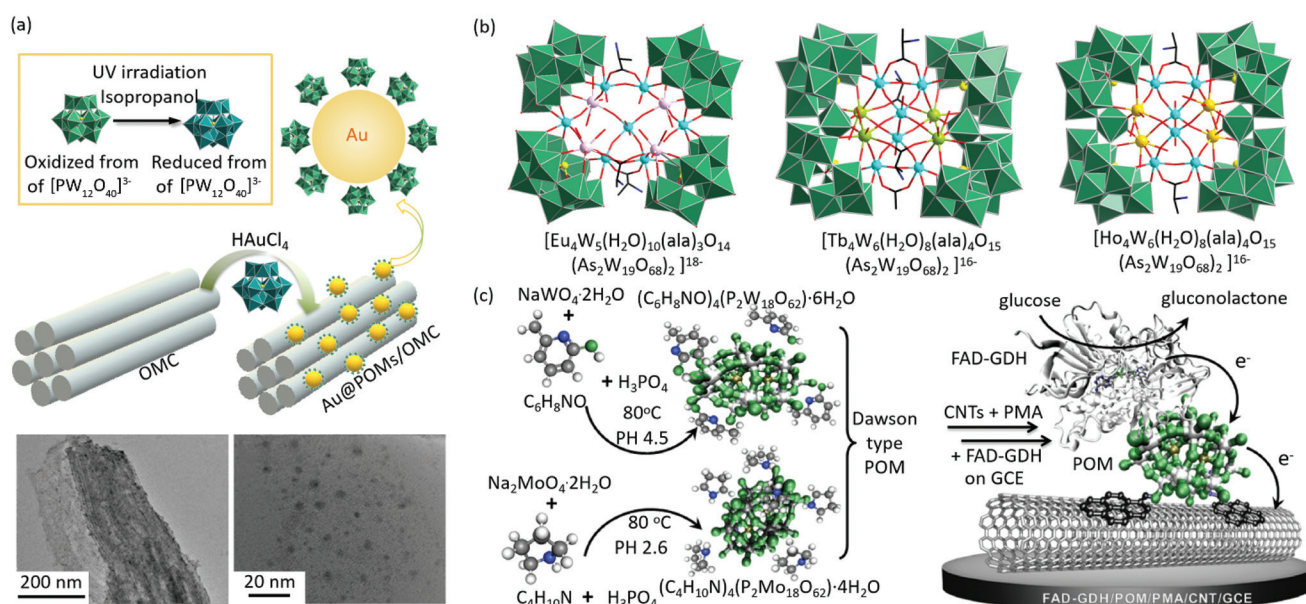 (a)
UV irradiation
Isopropanol
Oxidized from
of [PW12O40]3-
Reduced from
of [PW12O40]3-
Au
HAuCl4
OMC
Au@POMs/OMC
200 nm
20 nm
(b)
[Eu4W5(H2O)10(ala)3O14
(As2W19O68)2 ]18-
[Tb4W6(H2O)8(ala)4O15
(As2W19O68)2 ]16-
[Ho4W6(H2O)8(ala)4O15
(As2W19O68)2 ]16-
(c)
NaWO4·2H2O
+
C6H8NO
+ H3PO4
80oC
PH 4.5
(C6H8NO)4(P2W18O62)·6H2O
Na2MoO4·2H2O
+
C4H10N + H3PO4
80 oC
PH 2.6
(C4H10N)4(P2Mo18O62)·4H2O
Dawson
type
POM
CNTs + PMA
+ FAD-GDH
on GCE
glucose
gluconolactone
FAD-GDH
e-
POM
e-
FAD-GDH/POM/PMA/CNT/GCE